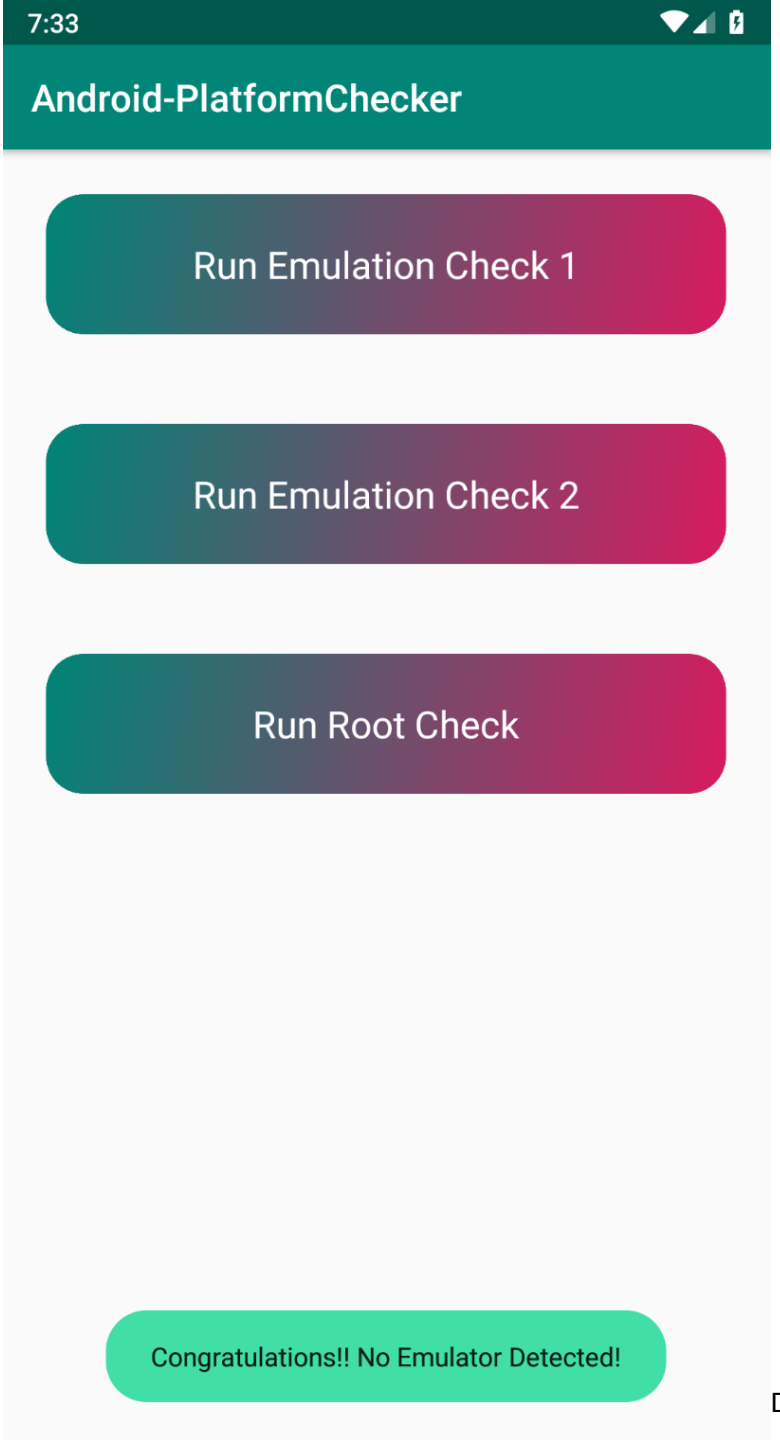 7:33
Android-PlatformChecker
Run Emulation Check 1
Run Emulation Check 2
Run Root Check
Congratulations!! No Emulator Detected!